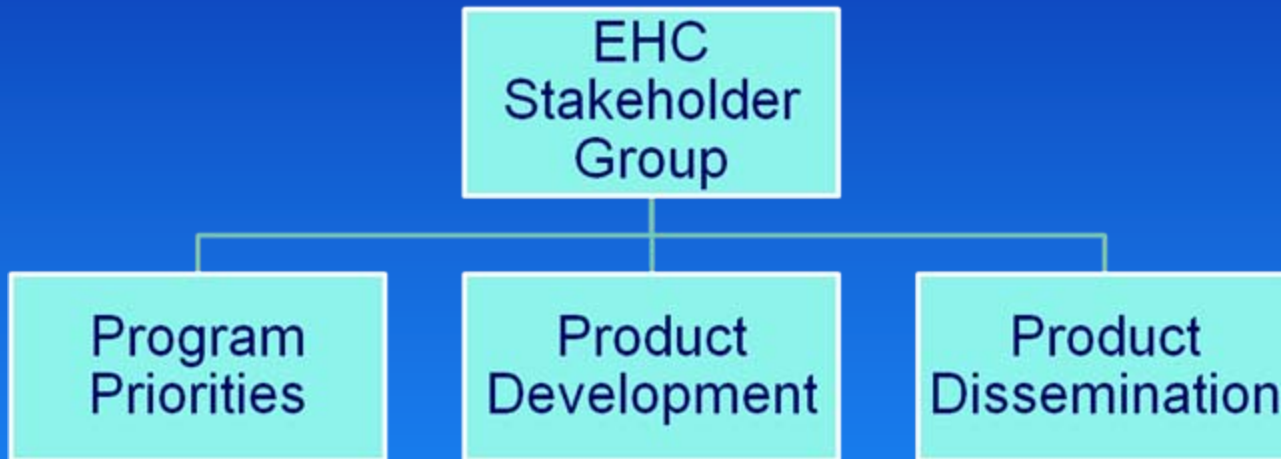 EHC
Stakeholder
Group
Program
Priorities
Product
Development
Product
Dissemination